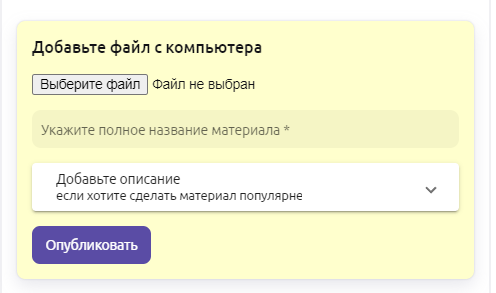 Добавьте файл с компьютера
Выберите файл Файл не выбран
Укажите полное название материала *
Добавьте описание
если хотите сделать материал популярне
Опубликовать